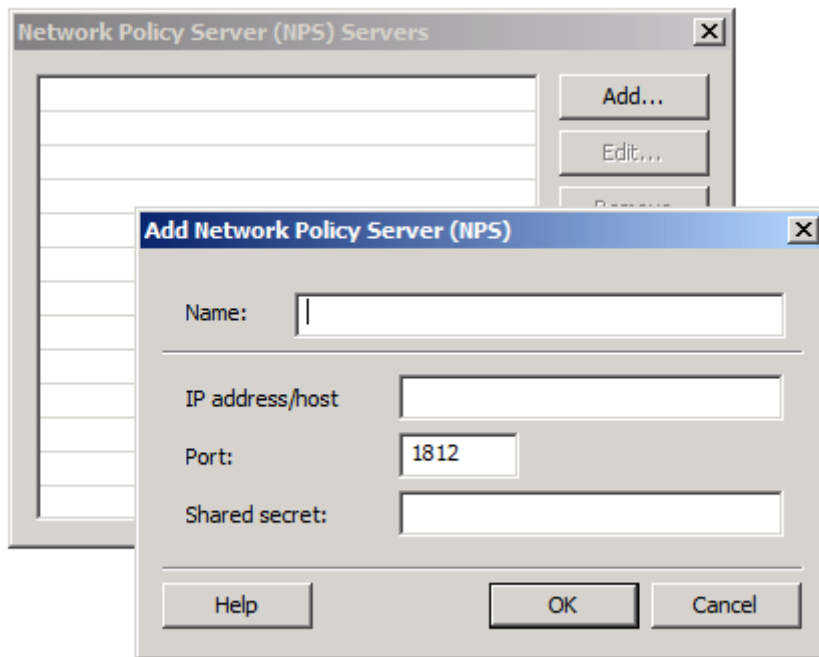 Network Policy Server (NPS) Servers
Add...
Edit...
Remove
Add Network Policy Server (NPS)
Name:
IP address/host
Port:
1812
Shared secret:
Help
OK
Cancel